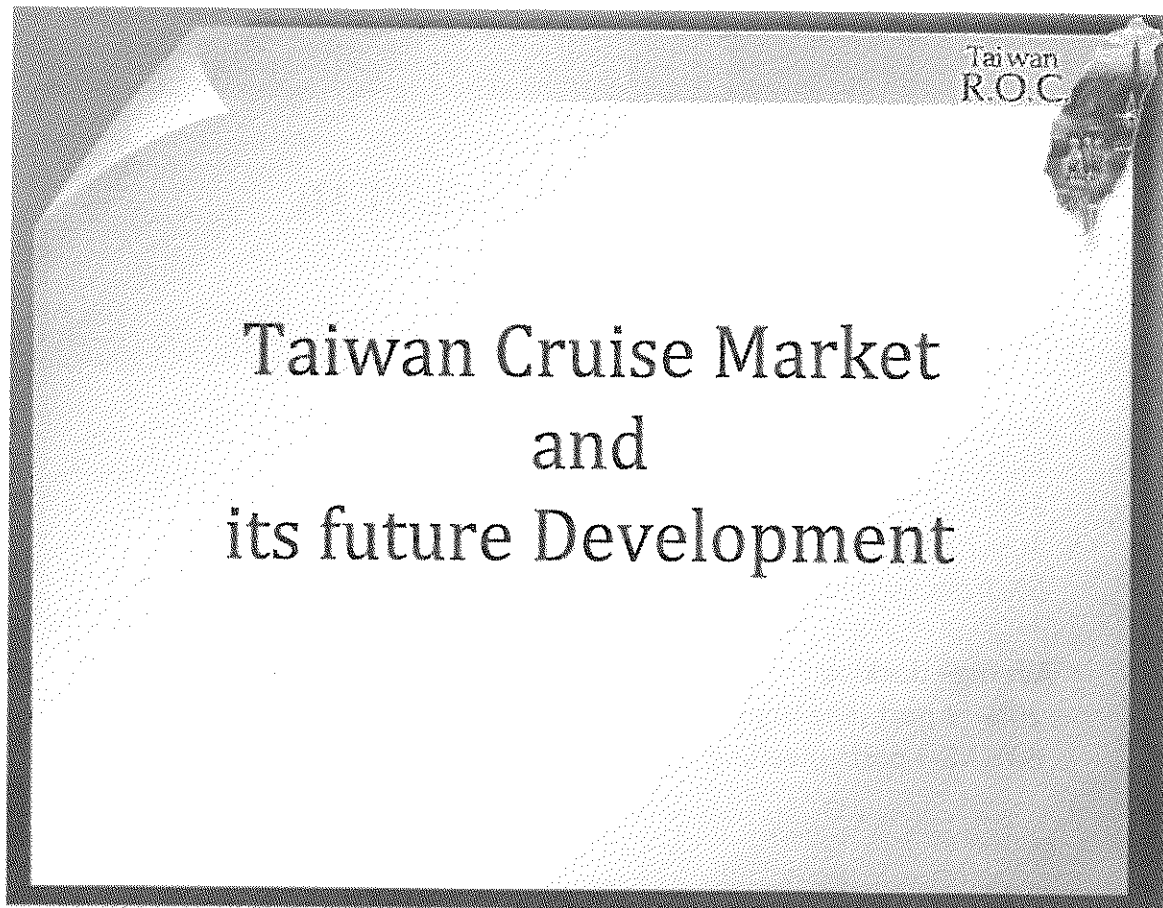 Taiwan
R.O.C.
Taiwan Cruise Market
and
its future Development